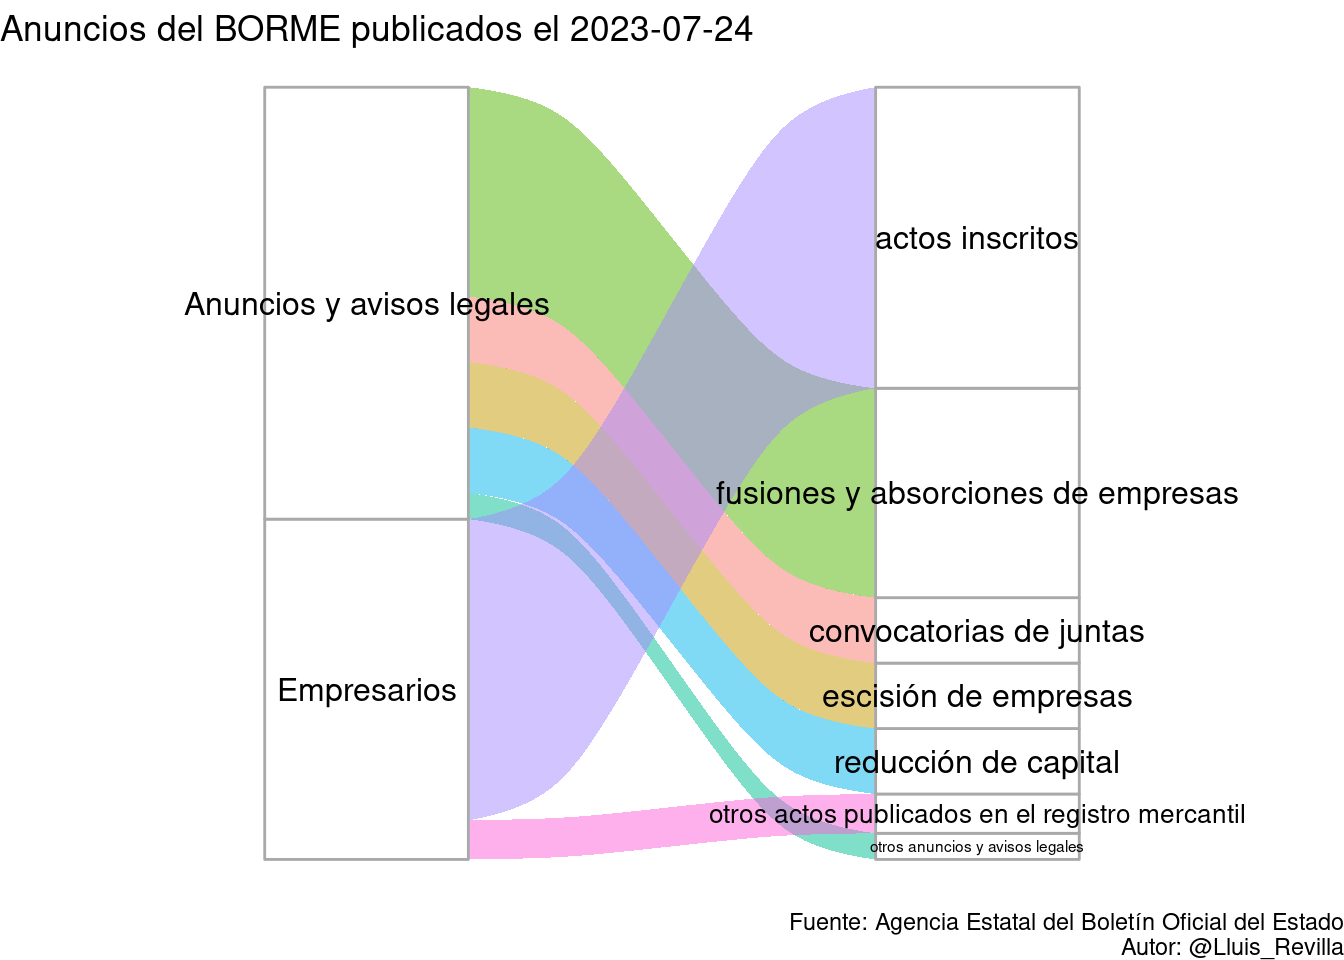 Anuncios del BORME publicados el 2023-07-24
actos inscritos
Anuncios y avisos legales
fusiones y absorciones de empresas
convocatorias de juntas
Empresarios
escisión de empresas
reducción de capital
otros actos publicados en el registro mercantil
otros anuncios y avisos legales
Fuente: Agencia Estatal del Boletín Oficial del Estado
Autor: @Lluis_Revilla